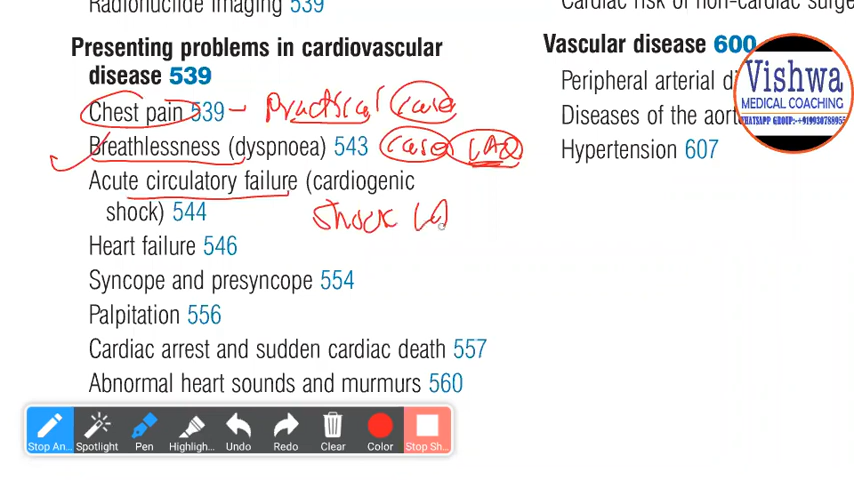 Radionuclide imaging 539
Presenting problems in cardiovascular
disease 539
Chest pain 539 - Practical Case
Breathlessness (dyspnoea) 543 Case LAQ
Acute circulatory failure (cardiogenic
shock) 544 Shock LA
Heart failure 546
Syncope and presyncope 554
Palpitation 556
Cardiac arrest and sudden cardiac death 557
Abnormal heart sounds and murmurs 560
Cardiac risk of non-cardiac surge
Vascular disease 600
Peripheral arterial di
Diseases of the aort
Hypertension 607
Vishwa
MEDICAL COACHING
WHATSAPP GROUP:-+919930788955
Stop An... Spotlight Pen Highligh... Undo Redo Clear Color Stop Sh...